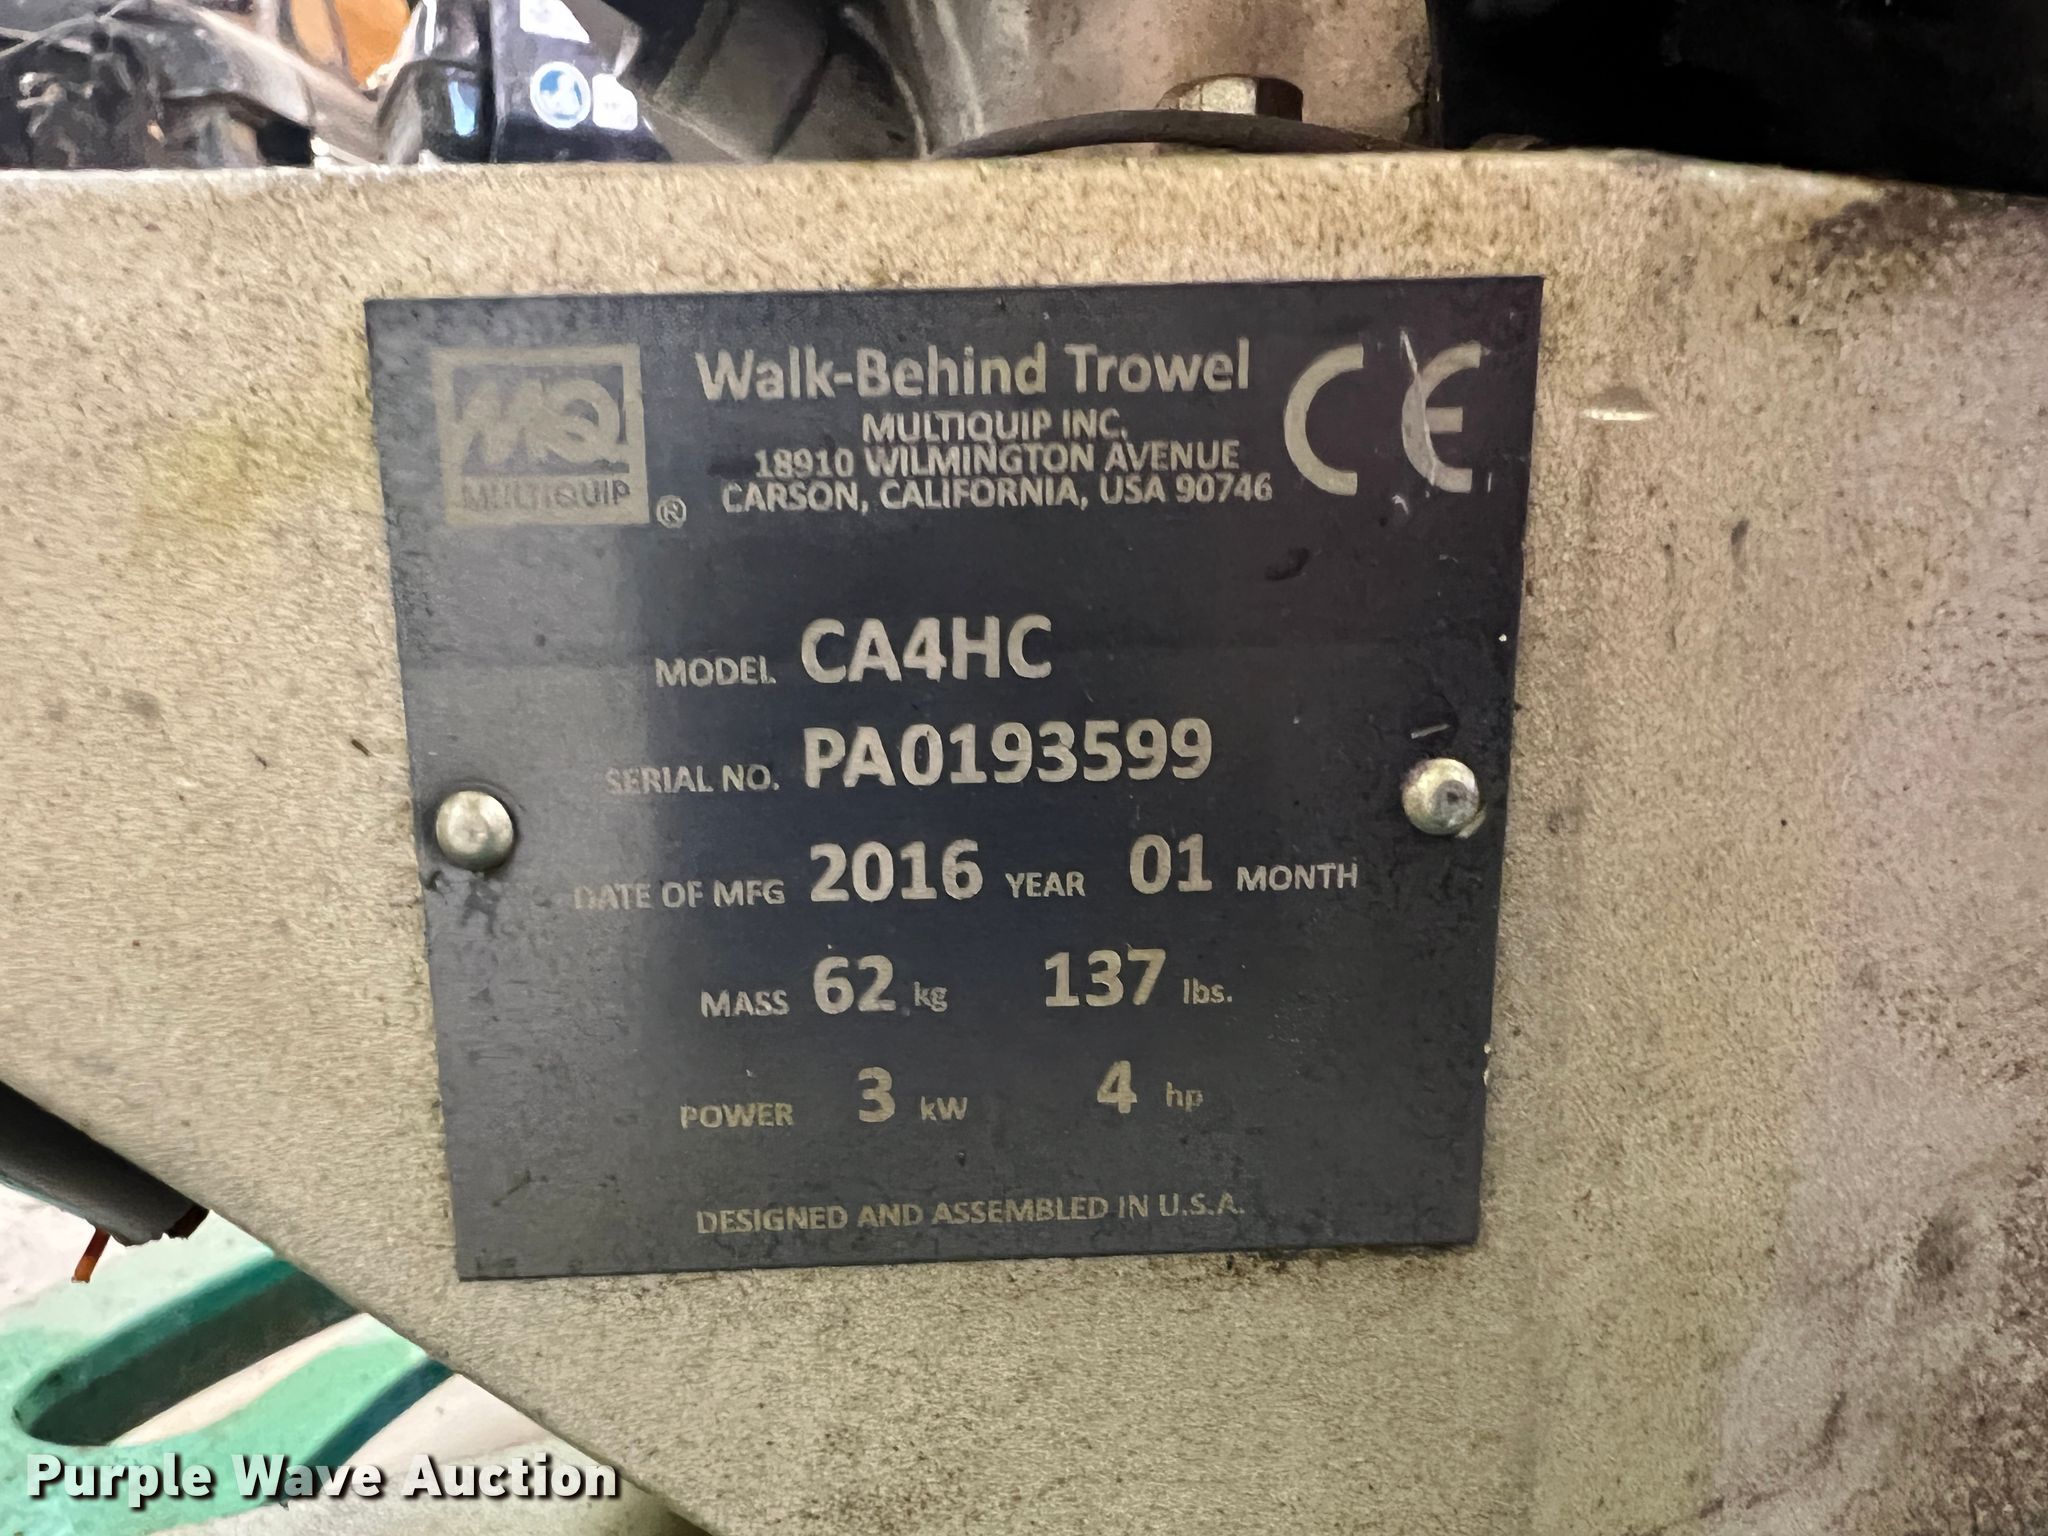 MQ
MULTIQUIP ®
Walk-Behind Trowel
MULTIQUIP INC.
18910 WILMINGTON AVENUE
CARSON, CALIFORNIA, USA 90746
CE
MODEL CA4HC
SERIAL NO. PA0193599
DATE OF MFG 2016 YEAR 01 MONTH
MASS 62 kg 137 lbs.
POWER 3 kW 4 hp
DESIGNED AND ASSEMBLED IN U.S.A.
Purple Wave Auction